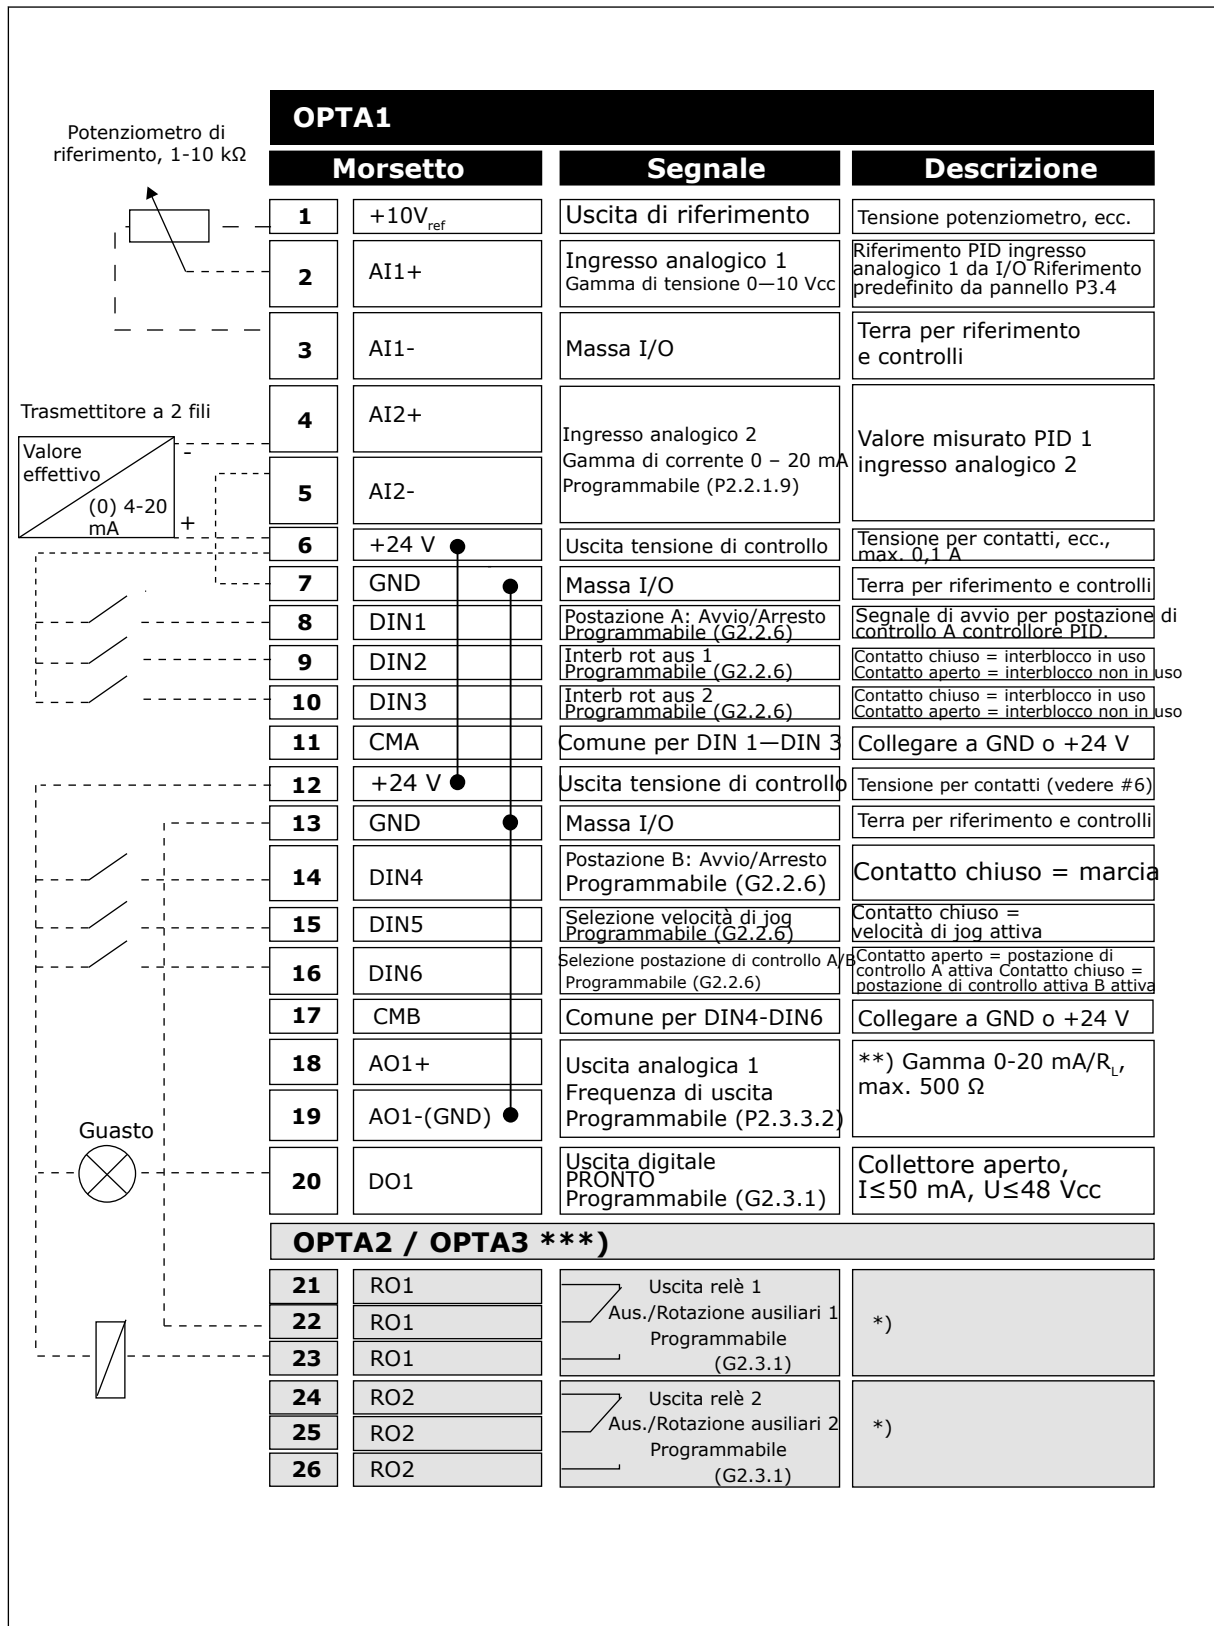 OPTA1
Potenziometro di
riferimento, 1-10 kΩ
Morsetto Segnale Descrizione
1 +10Vref Uscita di riferimento Tensione potenziometro, ecc.
2 AI1+ Ingresso analogico 1
Gamma di tensione 0—10 Vcc
Riferimento PID ingresso
analogico 1 da I/O Riferimento
predefinito da pannello P3.4
3 AI1- Massa I/O
Terra per riferimento
e controlli
Trasmettitore a 2 fili
Valore
effettivo
(0) 4-20
mA
-
+
4 AI2+
5 AI2-
Ingresso analogico 2
Gamma di corrente 0 – 20 mA
Programmabile (P2.2.1.9)
Valore misurato PID 1
ingresso analogico 2
6 +24 V Uscita tensione di controllo
Tensione per contatti, ecc.,
max. 0,1 A
7 GND Massa I/O Terra per riferimento e controlli
8 DIN1 Postazione A: Avvio/Arresto
Programmabile (G2.2.6)
Segnale di avvio per postazione di
controllo A controllore PID.
9 DIN2 Interb rot aus 1
Programmabile (G2.2.6)
Contatto chiuso = interblocco in uso
Contatto aperto = interblocco non in uso
10 DIN3 Interb rot aus 2
Programmabile (G2.2.6)
Contatto chiuso = interblocco in uso
Contatto aperto = interblocco non in uso
11 CMA Comune per DIN 1—DIN 3 Collegare a GND o +24 V
12 +24 V Uscita tensione di controllo Tensione per contatti (vedere #6)
13 GND Massa I/O Terra per riferimento e controlli
14 DIN4 Postazione B: Avvio/Arresto
Programmabile (G2.2.6)
Contatto chiuso = marcia
15 DIN5 Selezione velocità di jog
Programmabile (G2.2.6)
Contatto chiuso =
velocità di jog attiva
16 DIN6 Selezione postazione di controllo A/B
Programmabile (G2.2.6)
Contatto aperto = postazione di
controllo A attiva Contatto chiuso =
postazione di controllo attiva B attiva
17 CMB Comune per DIN4-DIN6 Collegare a GND o +24 V
18 AO1+
19 AO1-(GND)
Uscita analogica 1
Frequenza di uscita
Programmabile (P2.3.3.2)
**) Gamma 0-20 mA/RL,
max. 500 Ω
Guasto
20 DO1 Uscita digitale
PRONTO
Programmabile (G2.3.1)
Collettore aperto,
I≤50 mA, U≤48 Vcc
OPTA2 / OPTA3 ***)
21 RO1
22 RO1
23 RO1
Uscita relè 1
Aus./Rotazione ausiliari 1
Programmabile
(G2.3.1)
*)
24 RO2
25 RO2
26 RO2
Uscita relè 2
Aus./Rotazione ausiliari 2
Programmabile
(G2.3.1)
*)